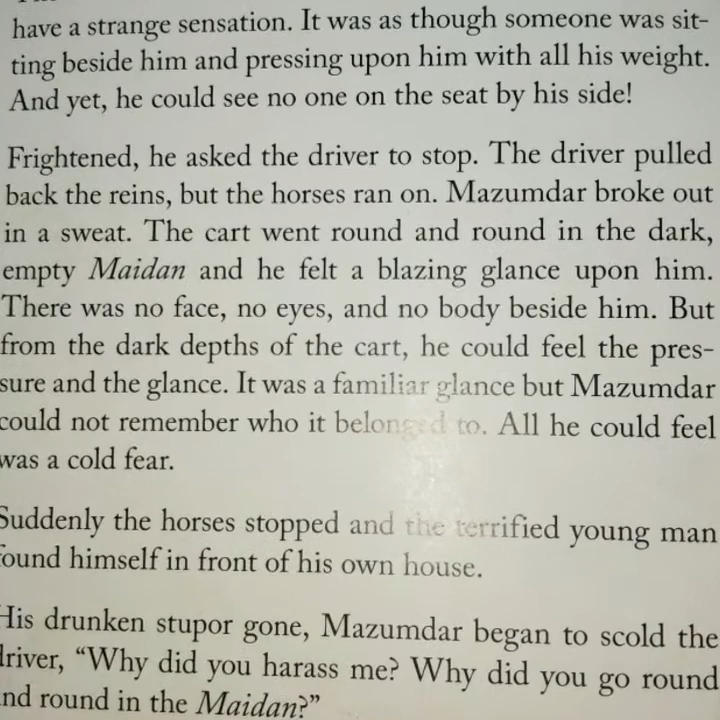 have a strange sensation. It was as though someone was sit-
ting beside him and pressing upon him with all his weight.
And yet, he could see no one on the seat by his side!
Frightened, he asked the driver to stop. The driver pulled
back the reins, but the horses ran on. Mazumdar broke out
in a sweat. The cart went round and round in the dark,
empty Maidan and he felt a blazing glance upon him.
There was no face, no eyes, and no body beside him. But
from the dark depths of the cart, he could feel the pres-
sure and the glance. It was a familiar glance but Mazumdar
could not remember who it belonged to. All he could feel
was a cold fear.
Suddenly the horses stopped and the terrified young man
found himself in front of his own house.
His drunken stupor gone, Mazumdar began to scold the
driver, “Why did you harass me? Why did you go round
and round in the Maidan?”